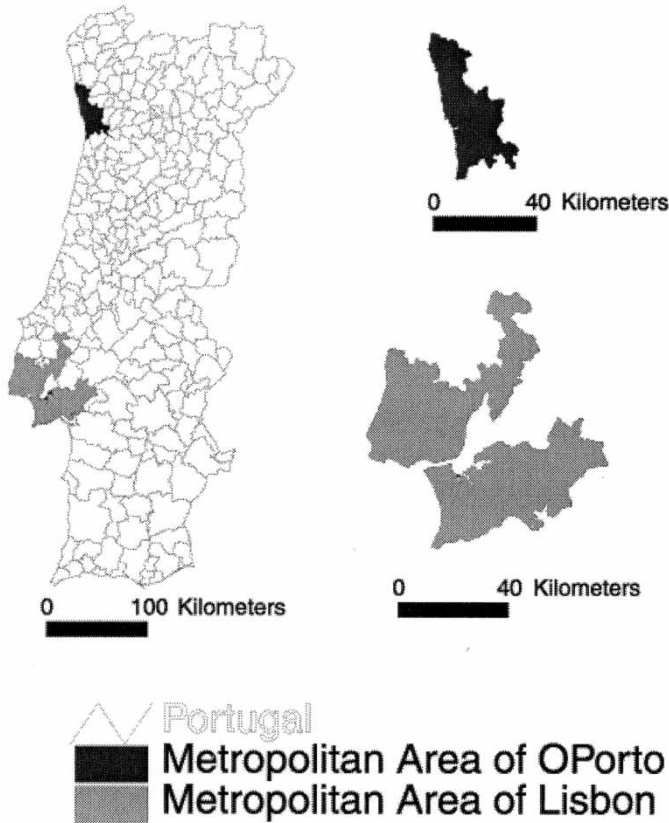 0 40 Kilometers
0 100 Kilometers
0 40 Kilometers
Portugal
Metropolitan Area of OPorto
Metropolitan Area of Lisbon